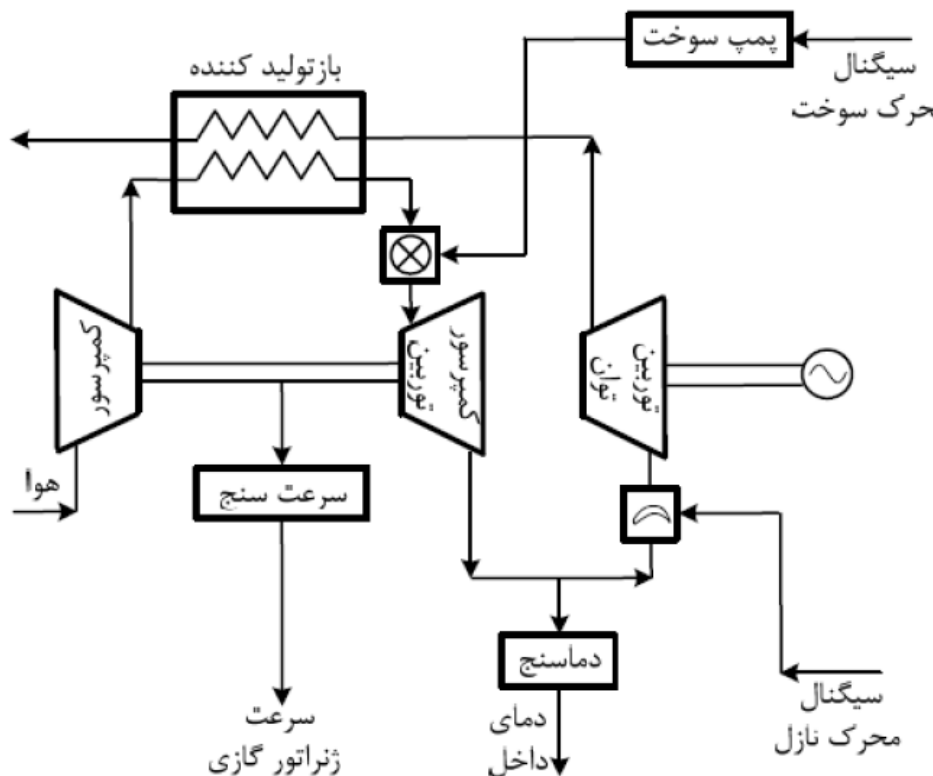 پمپ سوخت
سیگنال
محرک سوخت
بازتولید کننده
کمپرسور
کمپرسور
توربین
توربین
توان
هوا
سرعت سنج
دماسنج
سیگنال
محرک نازل
سرعت
ژنراتور گازی
دمای
داخل